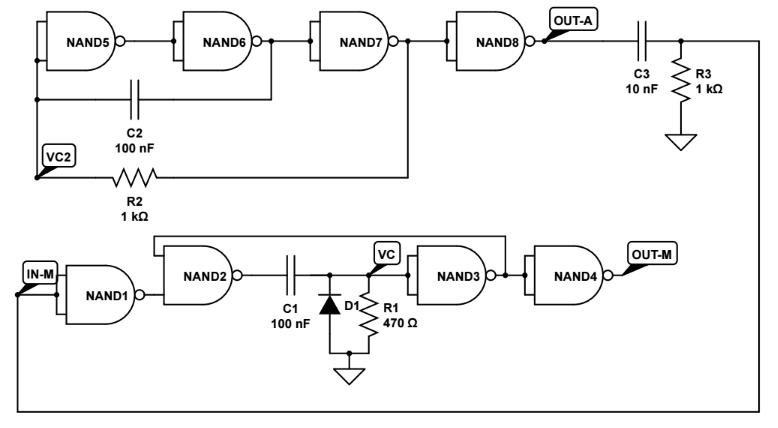 OUT-A
NAND5
NAND6
NAND7
NAND8
C3
10 nF
R3
1 kΩ
C2
100 nF
VC2
R2
1 kΩ
IN-M
NAND1
NAND2
C1
100 nF
D1
R1
470 Ω
VC
NAND3
NAND4
OUT-M